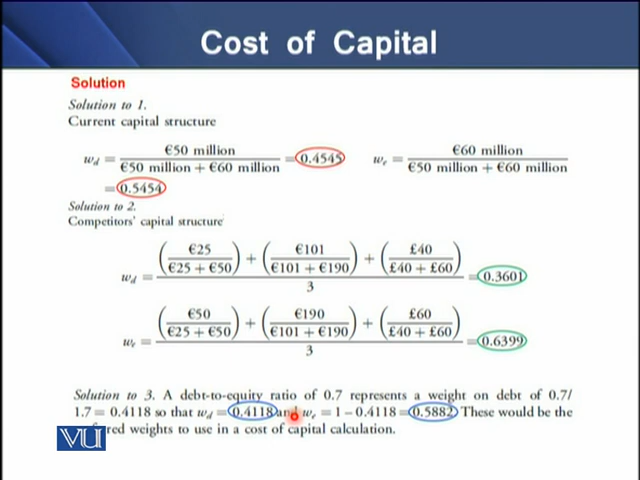 Cost of Capital
Solution
Solution to 1.
Current capital structure
w_d = €50 million / (€50 million + €60 million) = 0.4545 w_e = €60 million / (€50 million + €60 million)
= 0.5454
Solution to 2.
Competitors' capital structure
w_d = ((€25 / (€25 + €50)) + (€101 / (€101 + €190)) + (£40 / (£40 + £60))) / 3 = 0.3601
w_e = ((€50 / (€25 + €50)) + (€190 / (€101 + €190)) + (£60 / (£40 + £60))) / 3 = 0.6399
Solution to 3. A debt-to-equity ratio of 0.7 represents a weight on debt of 0.7/
1.7 = 0.4118 so that w_d = 0.4118 and w_e = 1 − 0.4118 = 0.5882 These would be the
red weights to use in a cost of capital calculation.
VU